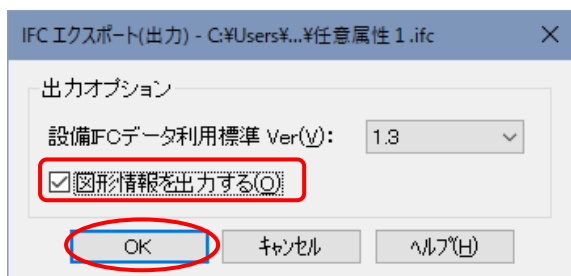 IFC エクスポート(出力) - C:¥Users¥...¥任意属性１.ifc
出力オプション
設備IFCデータ利用標準 Ver(V): 1.3
図形情報を出力する(O)
OK キャンセル ヘルプ(H)